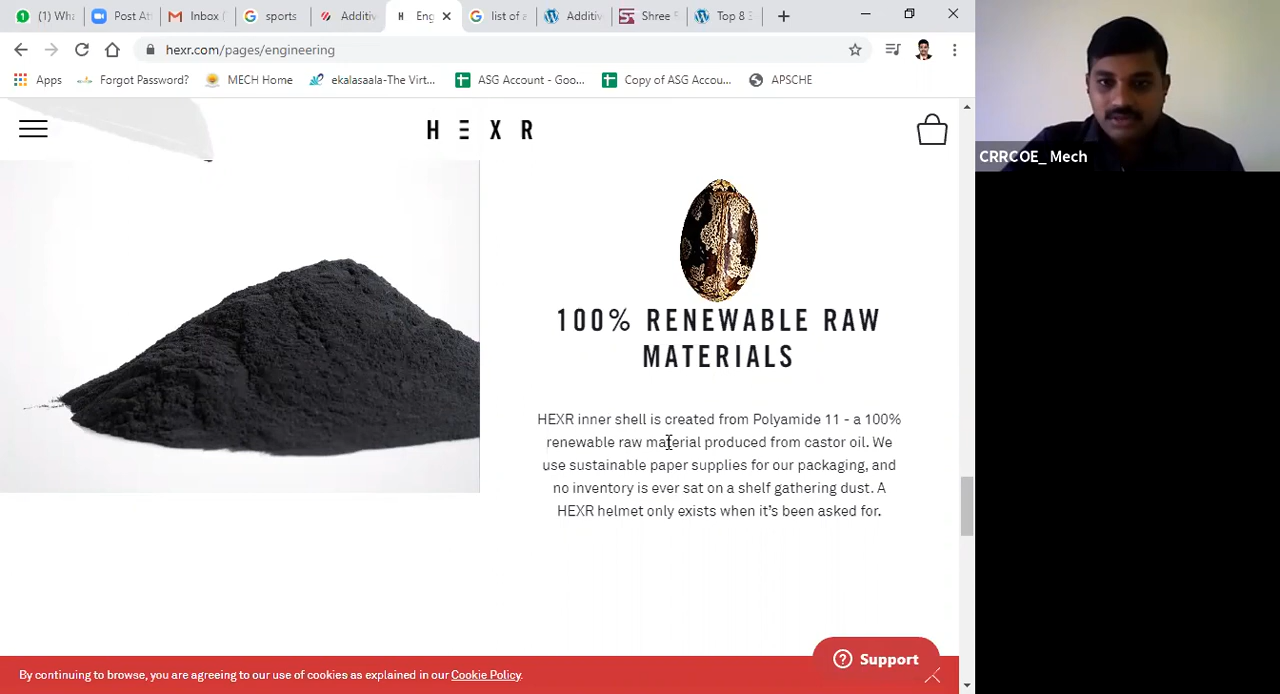 (1) Wha
Post Att
Inbox (
sports
Additiv
Eng
list of a
Additiv
Shree
Top 8
hexr.com/pages/engineering
Apps
Forgot Password?
MECH Home
ekalasaala-The Virt...
ASG Account - Goo...
Copy of ASG Accou...
APSCHE
HEXR
CRRCOE_ Mech
100% RENEWABLE RAW
MATERIALS
HEXR inner shell is created from Polyamide 11 - a 100%
renewable raw material produced from castor oil. We
use sustainable paper supplies for our packaging, and
no inventory is ever sat on a shelf gathering dust. A
HEXR helmet only exists when it's been asked for.
Support
By continuing to browse, you are agreeing to our use of cookies as explained in our Cookie Policy.